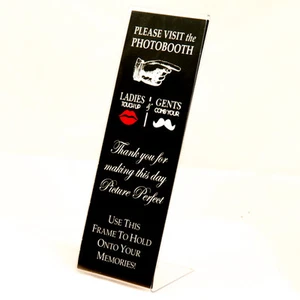 PLEASE VISIT the
PHOTOBOOTH
LADIES & GENTS
TOUCH UP COMB YOUR
Thank you for
making this day
Picture Perfect
USE THIS
FRAME TO HOLD
ONTO YOUR
MEMORIES!